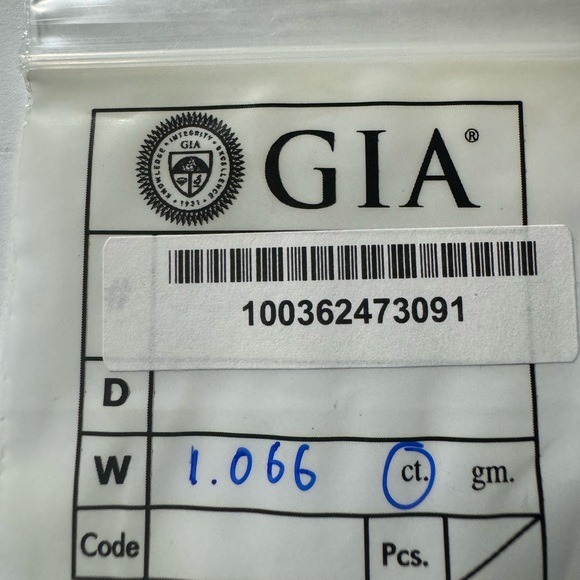 KNOWLEDGE • INTEGRITY • EXCELLENCE
GIA
1931
GIA®
100362473091
D
W 1.066 ct. gm.
Code Pcs.